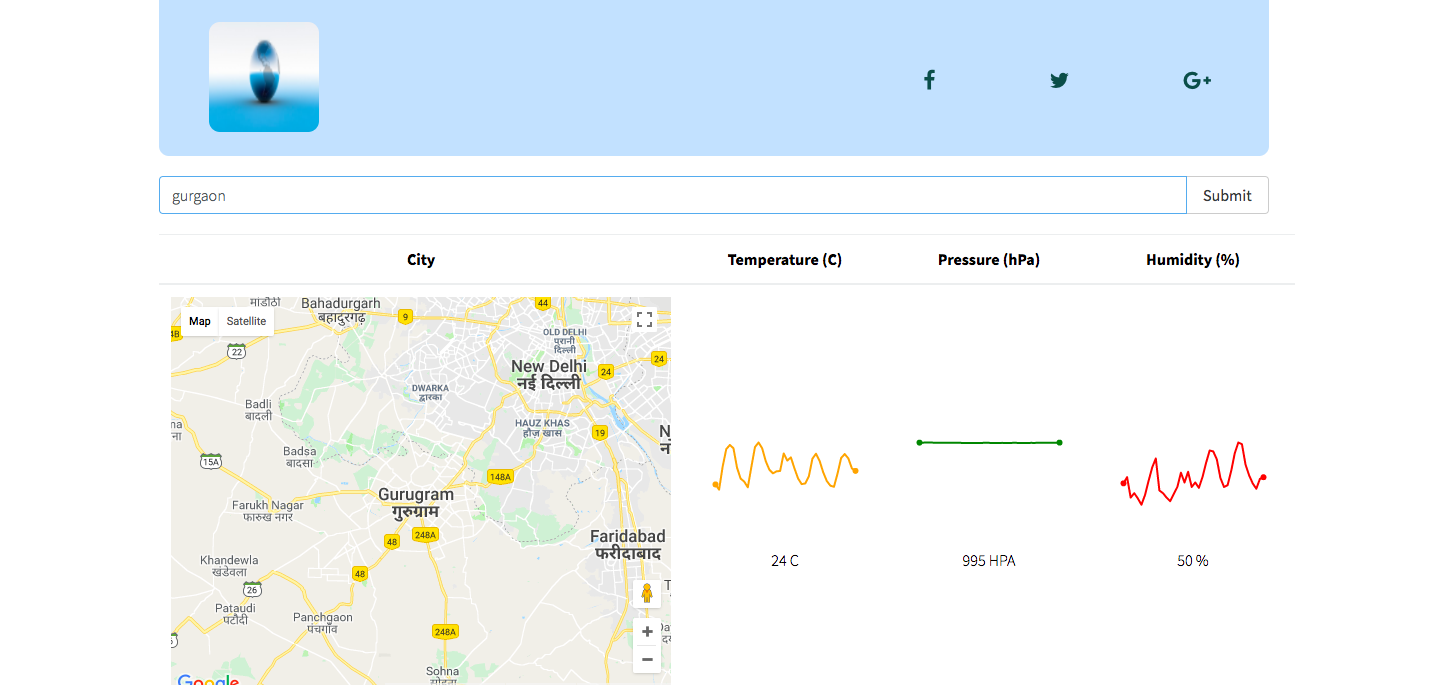 gurgaon
Submit
City
Temperature (C)
Pressure (hPa)
Humidity (%)
Map
Satellite
मांडोठी
Bahadurgarh
बहादुरगढ़
44
9
OLD DELHI
पुरानी
दिल्ली
22
24
New Delhi
नई दिल्ली
24
DWARKA
द्वारका
Badli
बादली
HAUZ KHAS
हौज़ खास
19
Badsa
बादसा
15A
148A
Gurugram
गुरुग्राम
Farukh Nagar
फारुख नगर
248A
48
Faridabad
फरीदाबाद
Khandewla
खंडेवला
48
26
Pataudi
पटौदी
Panchgaon
पंचगाँव
248A
Sohna
सोहना
Google
24 C
995 HPA
50 %